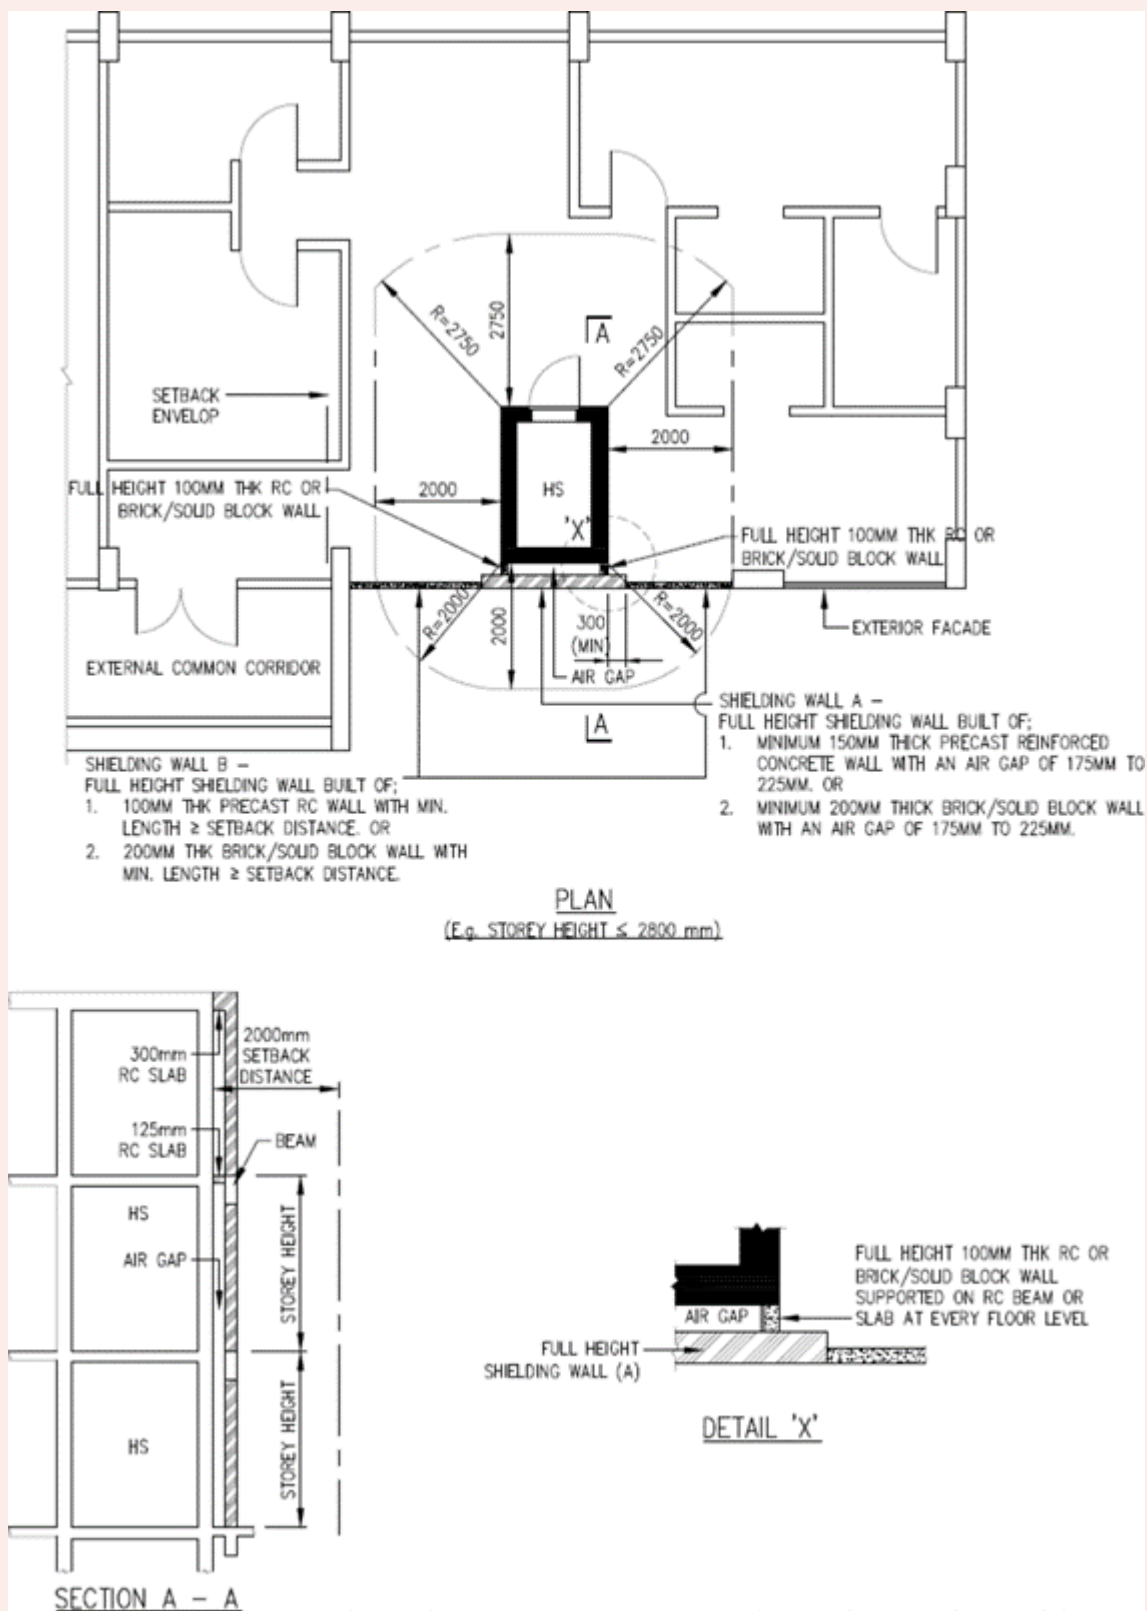 R=2750
2750
A
R=2750
SETBACK
ENVELOP
2000
2000
HS
'X'
FULL HEIGHT 100MM THK RC OR
BRICK/SOLID BLOCK WALL
FULL HEIGHT 100MM THK RC OR
BRICK/SOLID BLOCK WALL
R=2000
2000
300
(MIN)
R=2000
AIR GAP
EXTERIOR FACADE
EXTERNAL COMMON CORRIDOR
A
SHIELDING WALL A –
FULL HEIGHT SHIELDING WALL BUILT OF;
1. MINIMUM 150MM THICK PRECAST REINFORCED
CONCRETE WALL WITH AN AIR GAP OF 175MM TO
225MM. OR
2. MINIMUM 200MM THICK BRICK/SOLID BLOCK WALL
WITH AN AIR GAP OF 175MM TO 225MM.
SHIELDING WALL B –
FULL HEIGHT SHIELDING WALL BUILT OF;
1. 100MM THK PRECAST RC WALL WITH MIN.
LENGTH ≥ SETBACK DISTANCE. OR
2. 200MM THK BRICK/SOLID BLOCK WALL WITH
MIN. LENGTH ≥ SETBACK DISTANCE.
PLAN
(E.g. STOREY HEIGHT ≤ 2800 mm)
300mm
RC SLAB
2000mm
SETBACK
DISTANCE
125mm
RC SLAB
BEAM
HS
AIR GAP
STOREY HEIGHT
HS
STOREY HEIGHT
SECTION A – A
AIR GAP
FULL HEIGHT 100MM THK RC OR
BRICK/SOLID BLOCK WALL
SUPPORTED ON RC BEAM OR
SLAB AT EVERY FLOOR LEVEL
FULL HEIGHT
SHIELDING WALL (A)
DETAIL 'X'